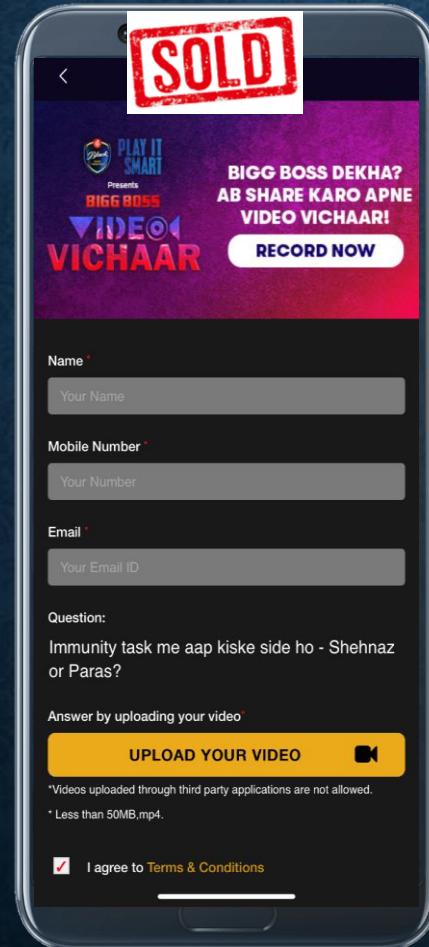 SOLD
PLAY IT
SMART
Presents
BIGG BOSS
VIDEO
VICHAAR
BIGG BOSS DEKHA?
AB SHARE KARO APNE
VIDEO VICHAAR!
RECORD NOW
Name *
Your Name
Mobile Number *
Your Number
Email *
Your Email ID
Question:
Immunity task me aap kiske side ho - Shehnaz
or Paras?
Answer by uploading your video*
UPLOAD YOUR VIDEO
*Videos uploaded through third party applications are not allowed.
* Less than 50MB,mp4.
I agree to Terms & Conditions